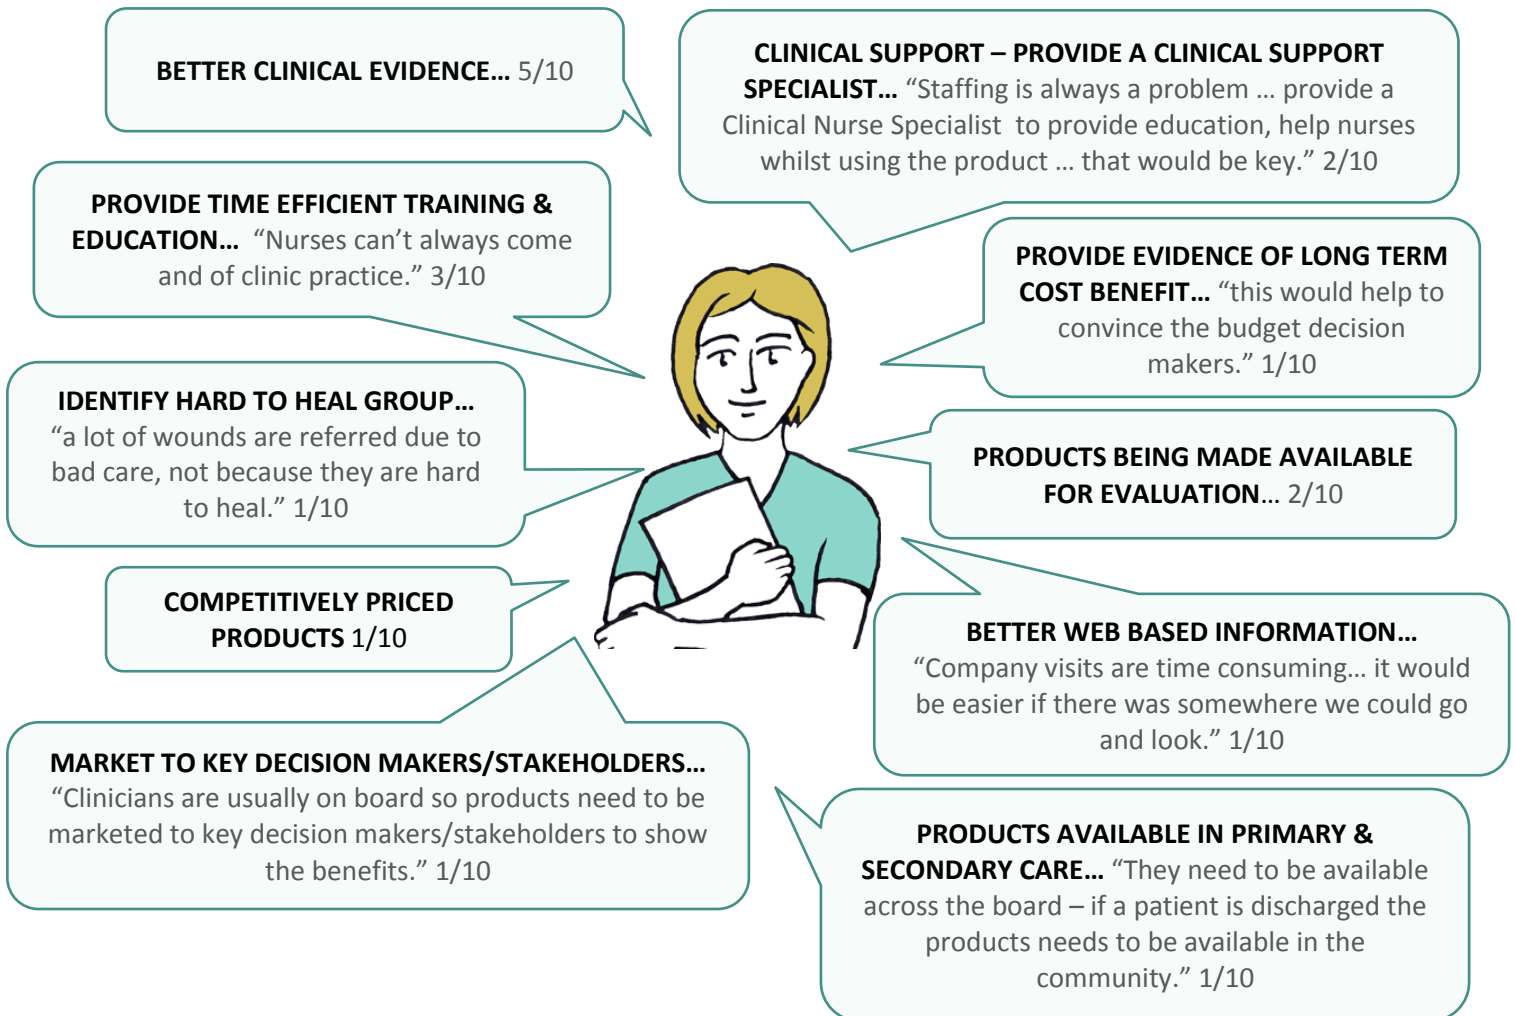 BETTER CLINICAL EVIDENCE… 5/10
CLINICAL SUPPORT – PROVIDE A CLINICAL SUPPORT
SPECIALIST… “Staffing is always a problem … provide a
Clinical Nurse Specialist to provide education, help nurses
whilst using the product … that would be key.” 2/10
PROVIDE TIME EFFICIENT TRAINING &
EDUCATION… “Nurses can’t always come
and of clinic practice.” 3/10
PROVIDE EVIDENCE OF LONG TERM
COST BENEFIT… “this would help to
convince the budget decision
makers.” 1/10
IDENTIFY HARD TO HEAL GROUP…
“a lot of wounds are referred due to
bad care, not because they are hard
to heal.” 1/10
PRODUCTS BEING MADE AVAILABLE
FOR EVALUATION… 2/10
COMPETITIVELY PRICED
PRODUCTS 1/10
BETTER WEB BASED INFORMATION…
“Company visits are time consuming… it would
be easier if there was somewhere we could go
and look.” 1/10
MARKET TO KEY DECISION MAKERS/STAKEHOLDERS…
“Clinicians are usually on board so products need to be
marketed to key decision makers/stakeholders to show
the benefits.” 1/10
PRODUCTS AVAILABLE IN PRIMARY &
SECONDARY CARE… “They need to be available
across the board – if a patient is discharged the
products needs to be available in the
community.” 1/10